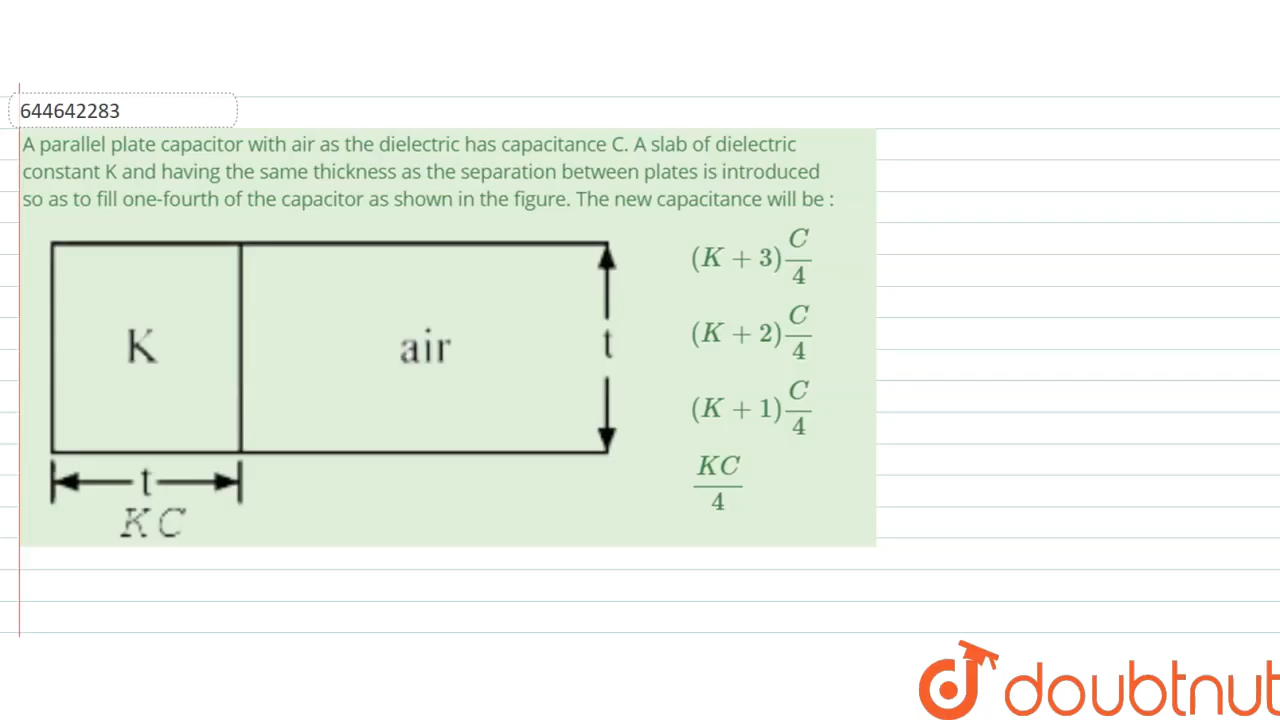 644642283
A parallel plate capacitor with air as the dielectric has capacitance C. A slab of dielectric
constant K and having the same thickness as the separation between plates is introduced
so as to fill one-fourth of the capacitor as shown in the figure. The new capacitance will be :
K
air
t
t
KC
(K + 3) C/4
(K + 2) C/4
(K + 1) C/4
KC/4
doubtnut